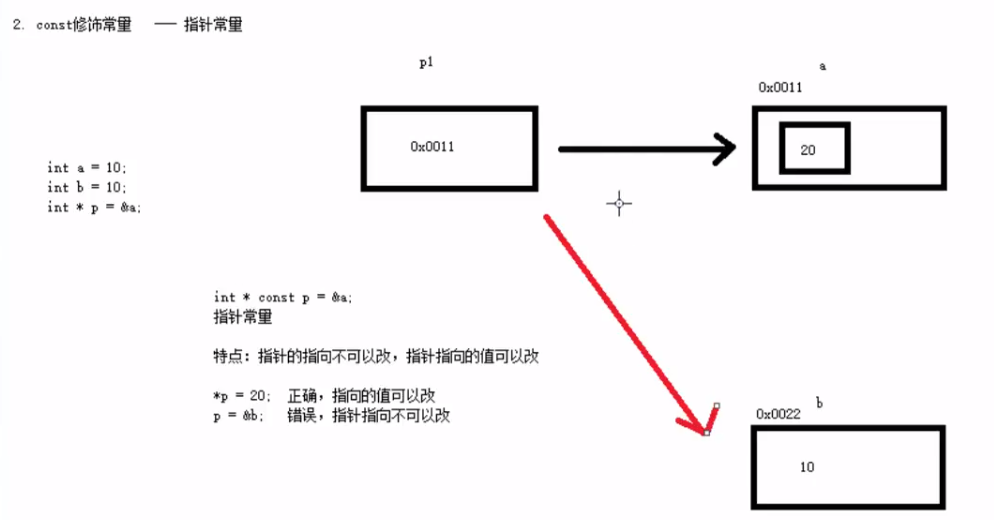 2. const修饰常量 —— 指针常量
p1
a
0x0011
0x0011
20
int a = 10;
int b = 10;
int * p = &a;
int * const p = &a;
指针常量
特点：指针的指向不可以改，指针指向的值可以改
*p = 20; 正确，指向的值可以改
p = &b; 错误，指针指向不可以改
b
0x0022
10